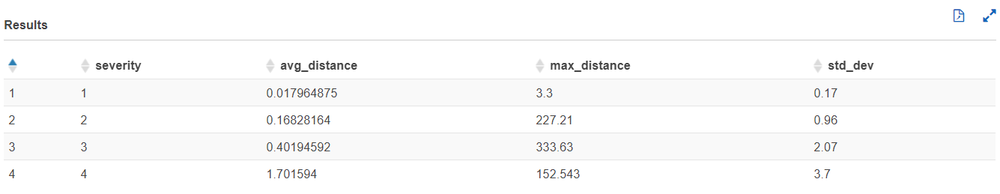 Results
severity avg_distance max_distance std_dev
1 1 0.017964875 3.3 0.17
2 2 0.16828164 227.21 0.96
3 3 0.40194592 333.63 2.07
4 4 1.701594 152.543 3.7